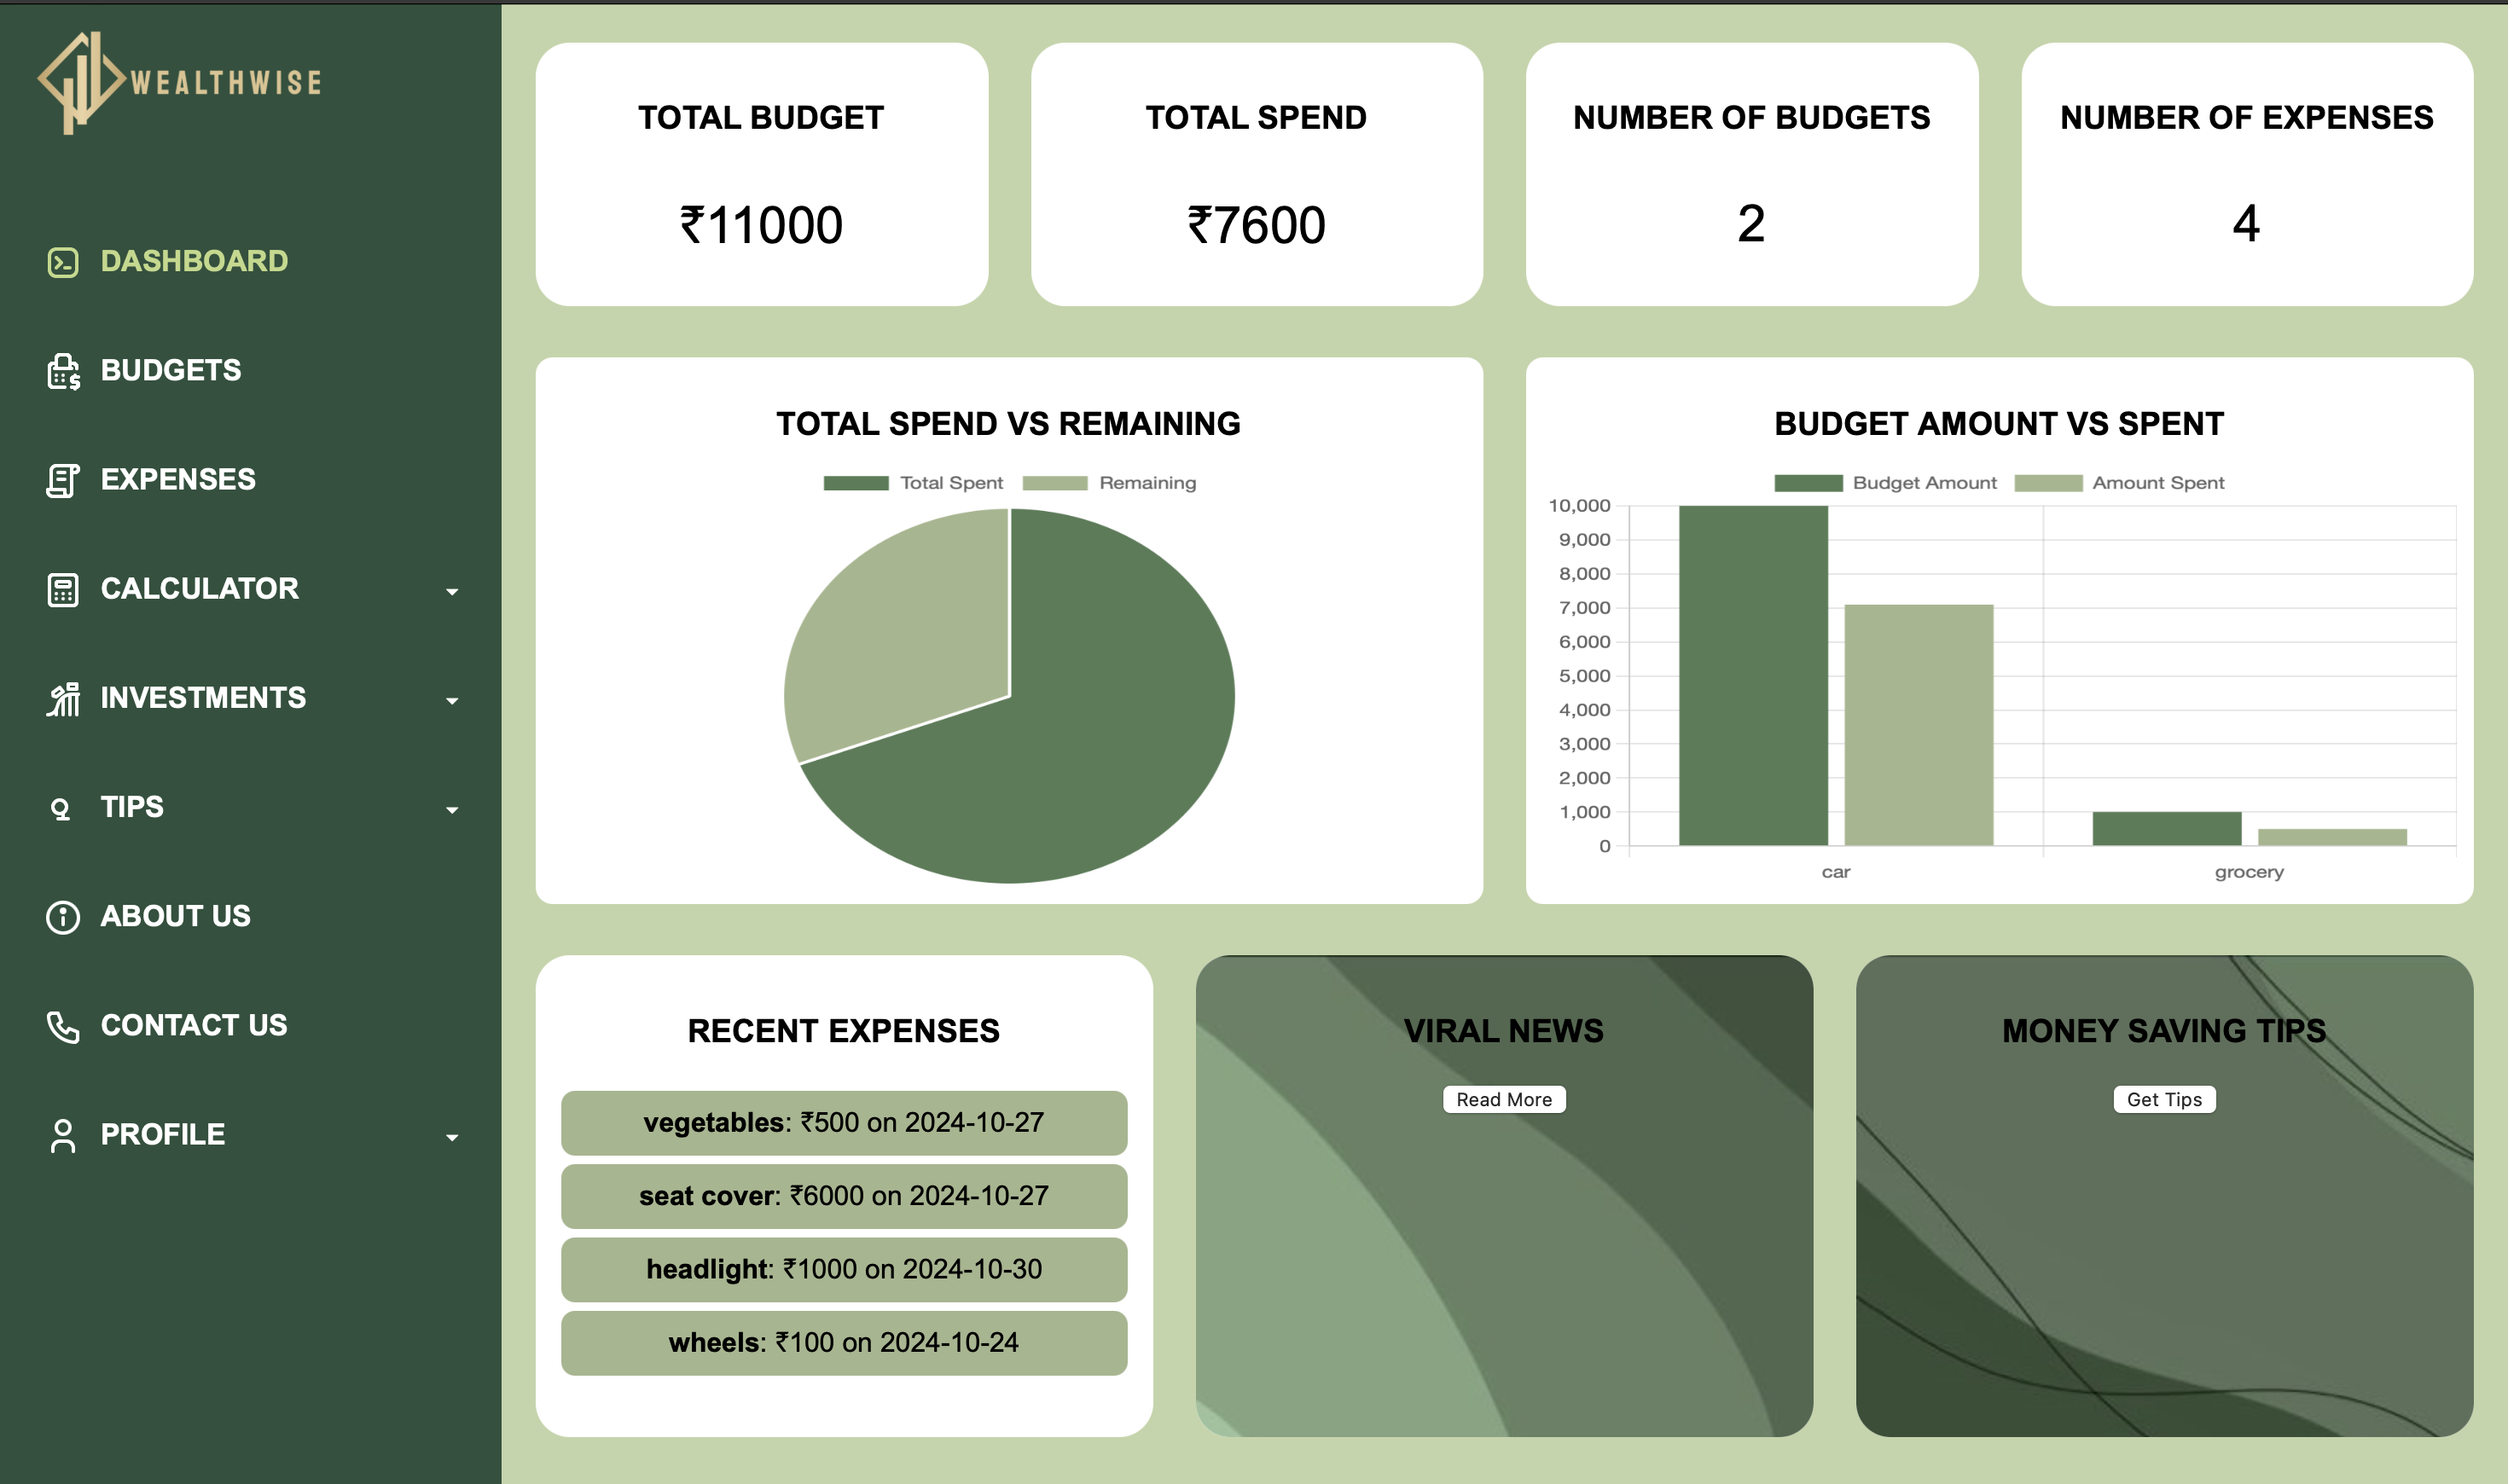 WEALTHWISE
DASHBOARD
BUDGETS
EXPENSES
CALCULATOR
INVESTMENTS
TIPS
ABOUT US
CONTACT US
PROFILE
TOTAL BUDGET
₹11000
TOTAL SPEND
₹7600
NUMBER OF BUDGETS
2
NUMBER OF EXPENSES
4
TOTAL SPEND VS REMAINING
Total Spent Remaining
BUDGET AMOUNT VS SPENT
Budget Amount Amount Spent
10,000
9,000
8,000
7,000
6,000
5,000
4,000
3,000
2,000
1,000
0
car grocery
RECENT EXPENSES
vegetables: ₹500 on 2024-10-27
seat cover: ₹6000 on 2024-10-27
headlight: ₹1000 on 2024-10-30
wheels: ₹100 on 2024-10-24
VIRAL NEWS
Read More
MONEY SAVING TIPS
Get Tips